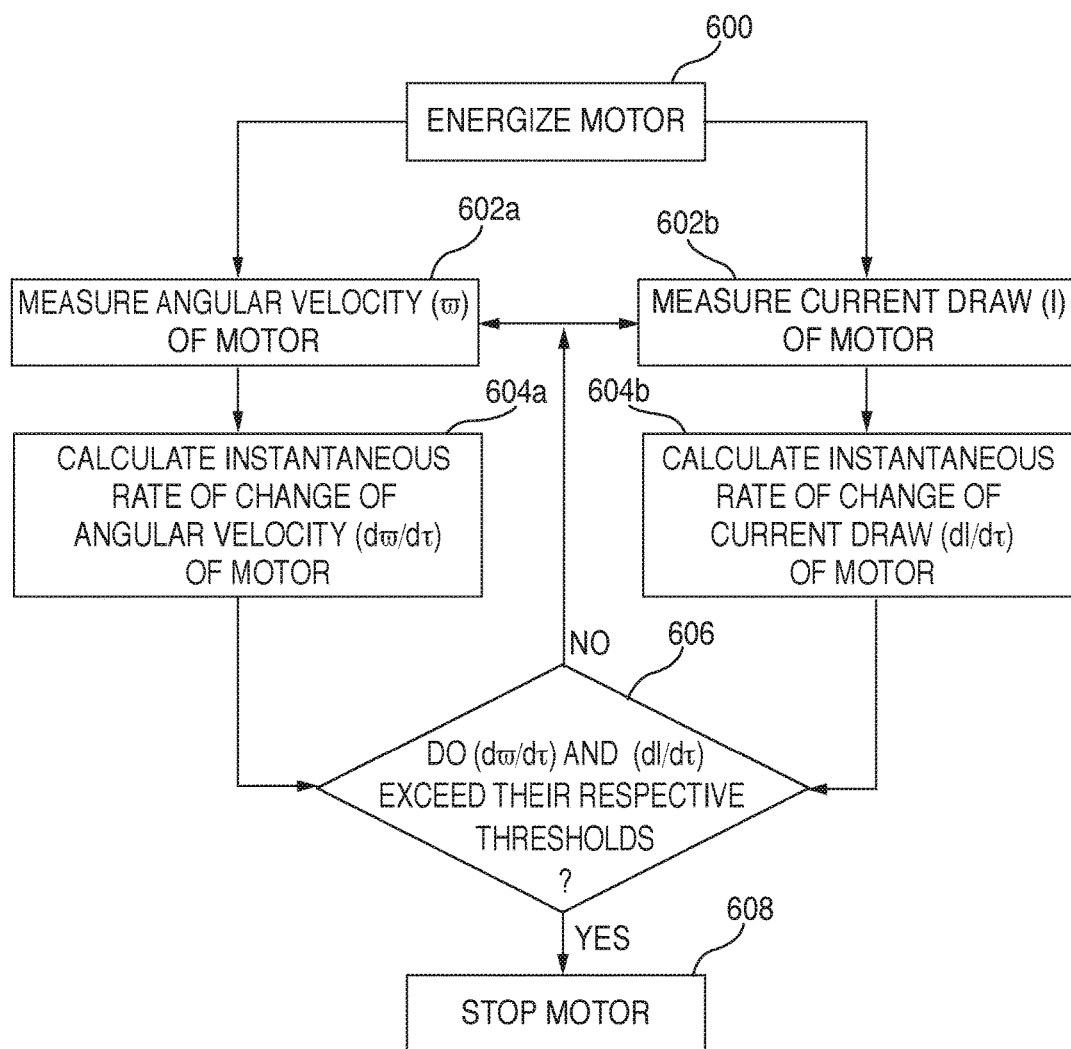 600
ENERGIZE MOTOR
602a
602b
MEASURE ANGULAR VELOCITY (ϖ)
OF MOTOR
MEASURE CURRENT DRAW (I)
OF MOTOR
604a
604b
CALCULATE INSTANTANEOUS
RATE OF CHANGE OF
ANGULAR VELOCITY (dϖ/dτ)
OF MOTOR
CALCULATE INSTANTANEOUS
RATE OF CHANGE OF
CURRENT DRAW (dI/dτ)
OF MOTOR
NO
606
DO (dϖ/dτ) AND (dI/dτ)
EXCEED THEIR RESPECTIVE
THRESHOLDS
?
YES
608
STOP MOTOR